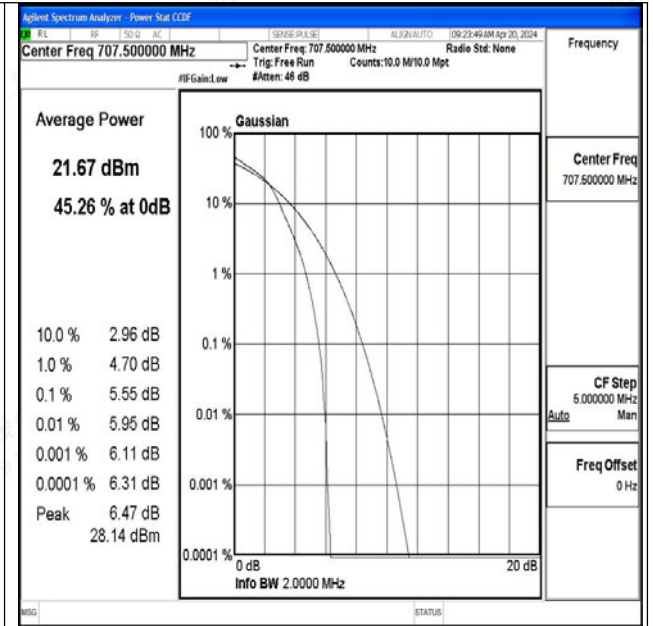 Agilent Spectrum Analyzer - Power Stat CCDF
RL RF 50 Ω AC SENSE:PULSE ALIGN AUTO 09:23:49 AM Apr 20, 2024
Center Freq 707.500000 MHz
Center Freq: 707.500000 MHz Radio Std: None
Trig: Free Run Counts:10.0 M/10.0 Mpt
#IFGain:Low #Atten: 46 dB
Frequency
Average Power
21.67 dBm
45.26 % at 0dB
10.0 % 2.96 dB
1.0 % 4.70 dB
0.1 % 5.55 dB
0.01 % 5.95 dB
0.001 % 6.11 dB
0.0001 % 6.31 dB
Peak 6.47 dB
28.14 dBm
Gaussian
100 %
10 %
1 %
0.1 %
0.01 %
0.001 %
0.0001 %
0 dB 20 dB
Info BW 2.0000 MHz
Center Freq
707.500000 MHz
CF Step
5.000000 MHz
Auto Man
Freq Offset
0 Hz
MSG STATUS